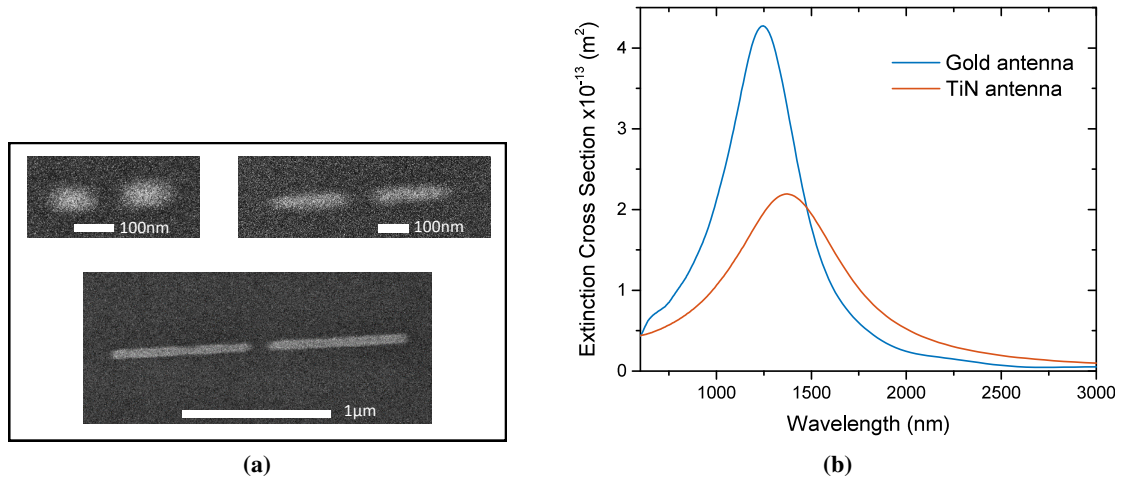 100nm
100nm
1μm
(a)
Extinction Cross Section x10⁻¹³ (m²)
4
3
2
1
0
Gold antenna
TiN antenna
1000 1500 2000 2500 3000
Wavelength (nm)
(b)